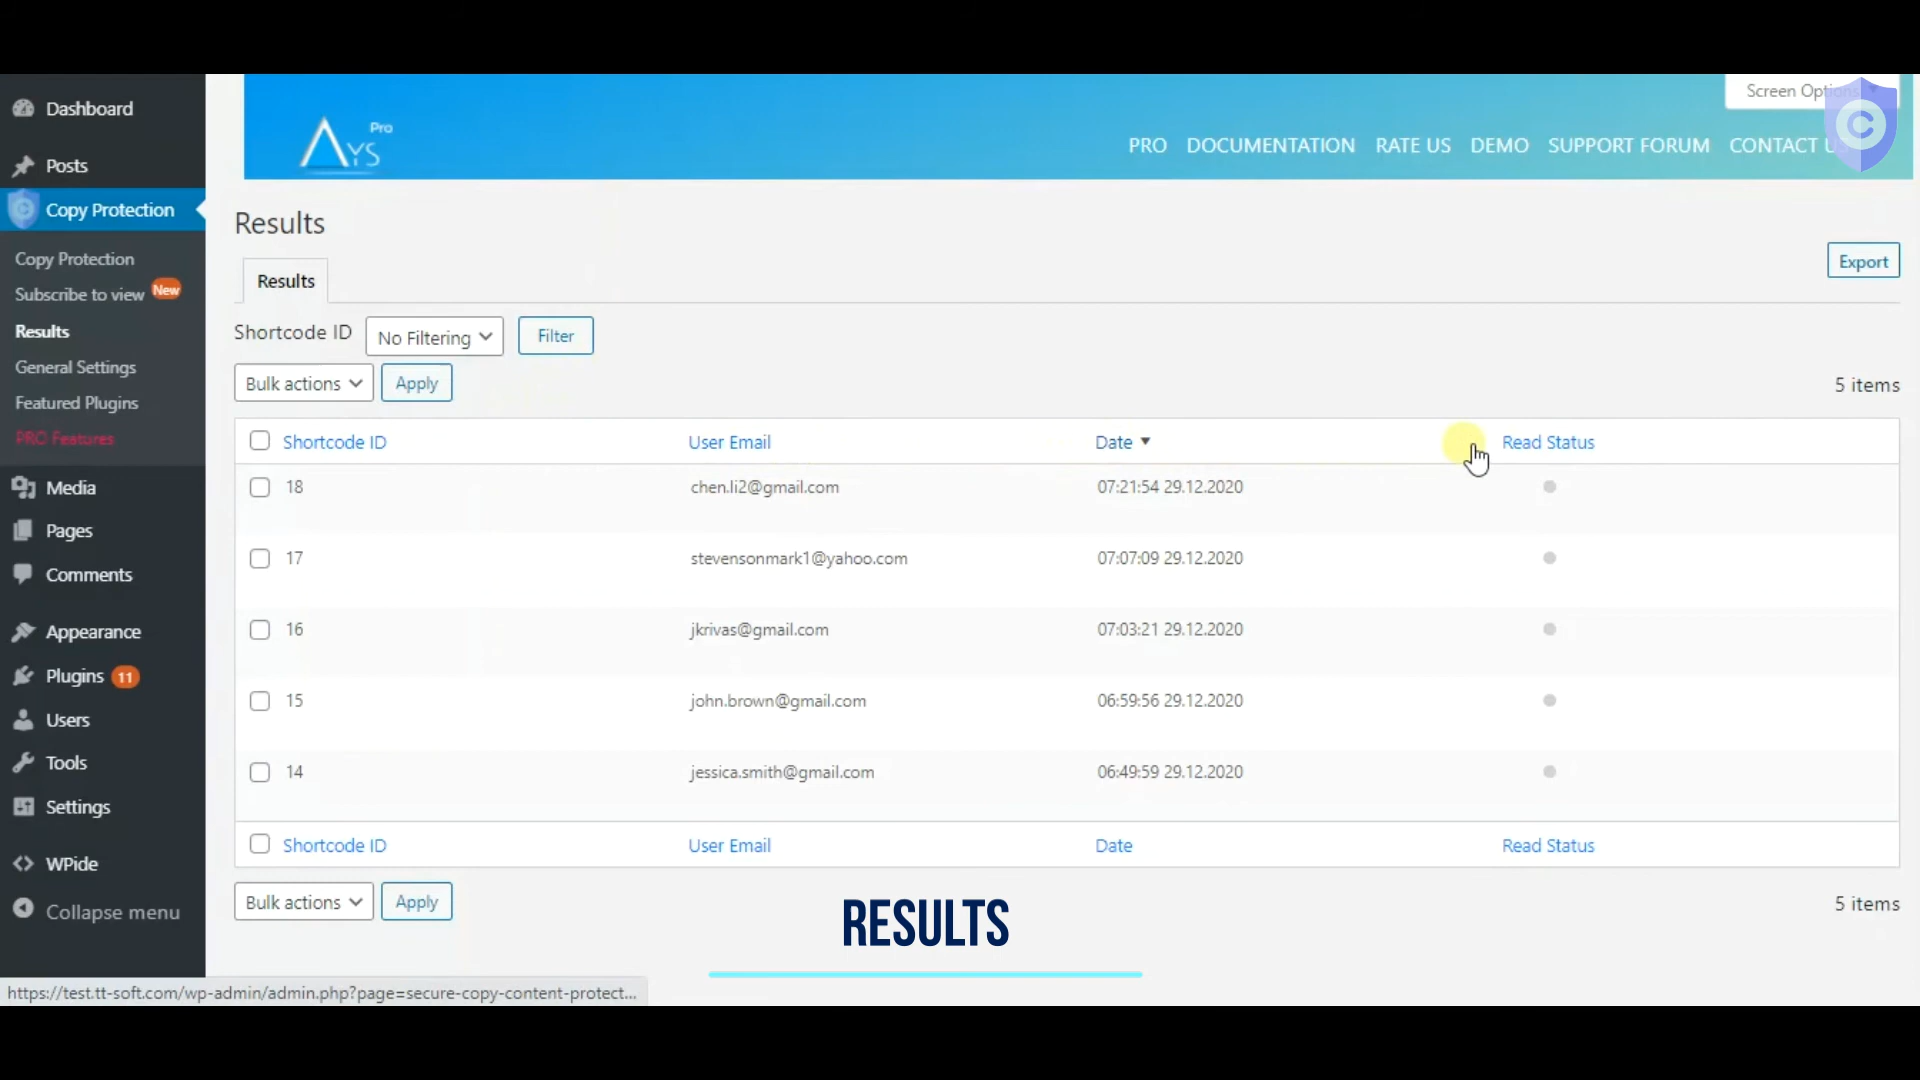 Dashboard
Posts
Copy Protection
Copy Protection
Subscribe to view New
Results
General Settings
Featured Plugins
PRO Features
Media
Pages
Comments
Appearance
Plugins 11
Users
Tools
Settings
WPide
Collapse menu
AYS Pro
Screen Options
PRO DOCUMENTATION RATE US DEMO SUPPORT FORUM CONTACT US
Results
Export
Results
Shortcode ID No Filtering Filter
Bulk actions Apply 5 items
Shortcode ID User Email Date Read Status
18 chen.li2@gmail.com 07:21:54 29.12.2020
17 stevensonmark1@yahoo.com 07:07:09 29.12.2020
16 jkrivas@gmail.com 07:03:21 29.12.2020
15 john.brown@gmail.com 06:59:56 29.12.2020
14 jessica.smith@gmail.com 06:49:59 29.12.2020
Shortcode ID User Email Date Read Status
Bulk actions Apply 5 items
RESULTS
https://test.tt-soft.com/wp-admin/admin.php?page=secure-copy-content-protect...